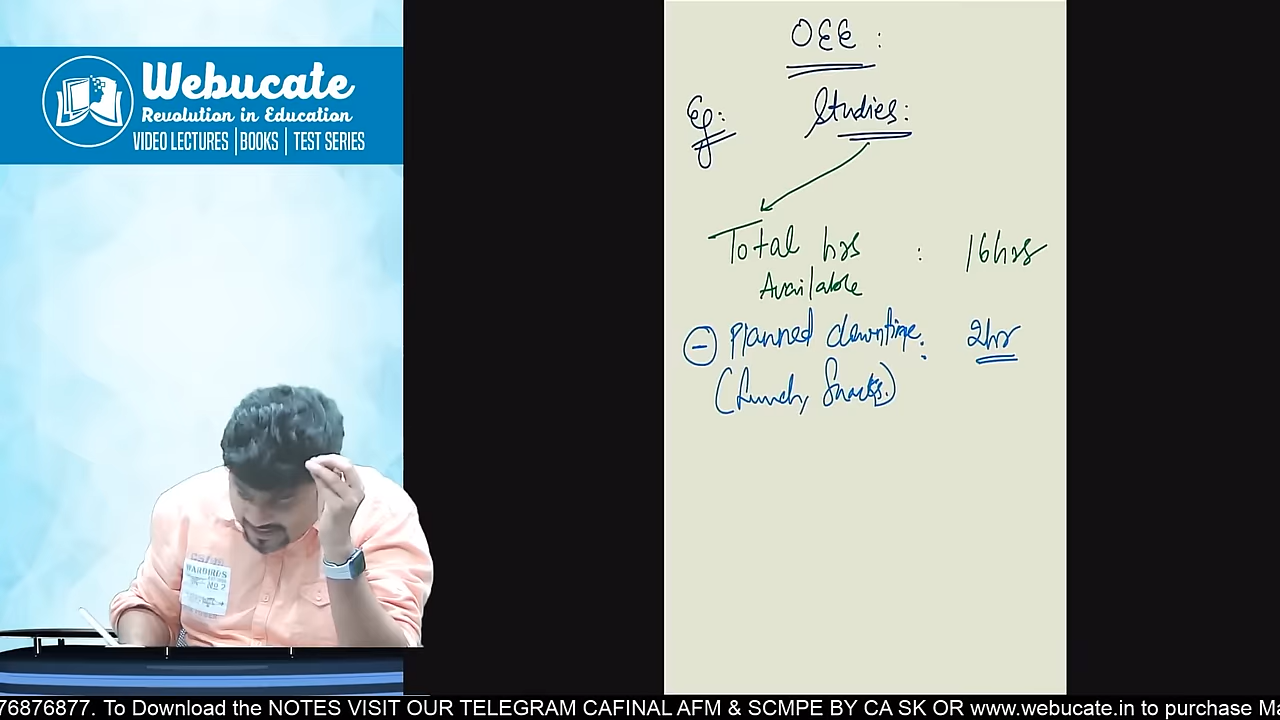 Webucate
Revolution in Education
VIDEO LECTURES | BOOKS | TEST SERIES
OEE :
Eg: Studies:
Total hrs Available : 16hrs
⊖ Planned downtime: 2hr
(Lunch, Snacks.)
76876877. To Download the NOTES VISIT OUR TELEGRAM CAFINAL AFM & SCMPE BY CA SK OR www.webucate.in to purchase Ma